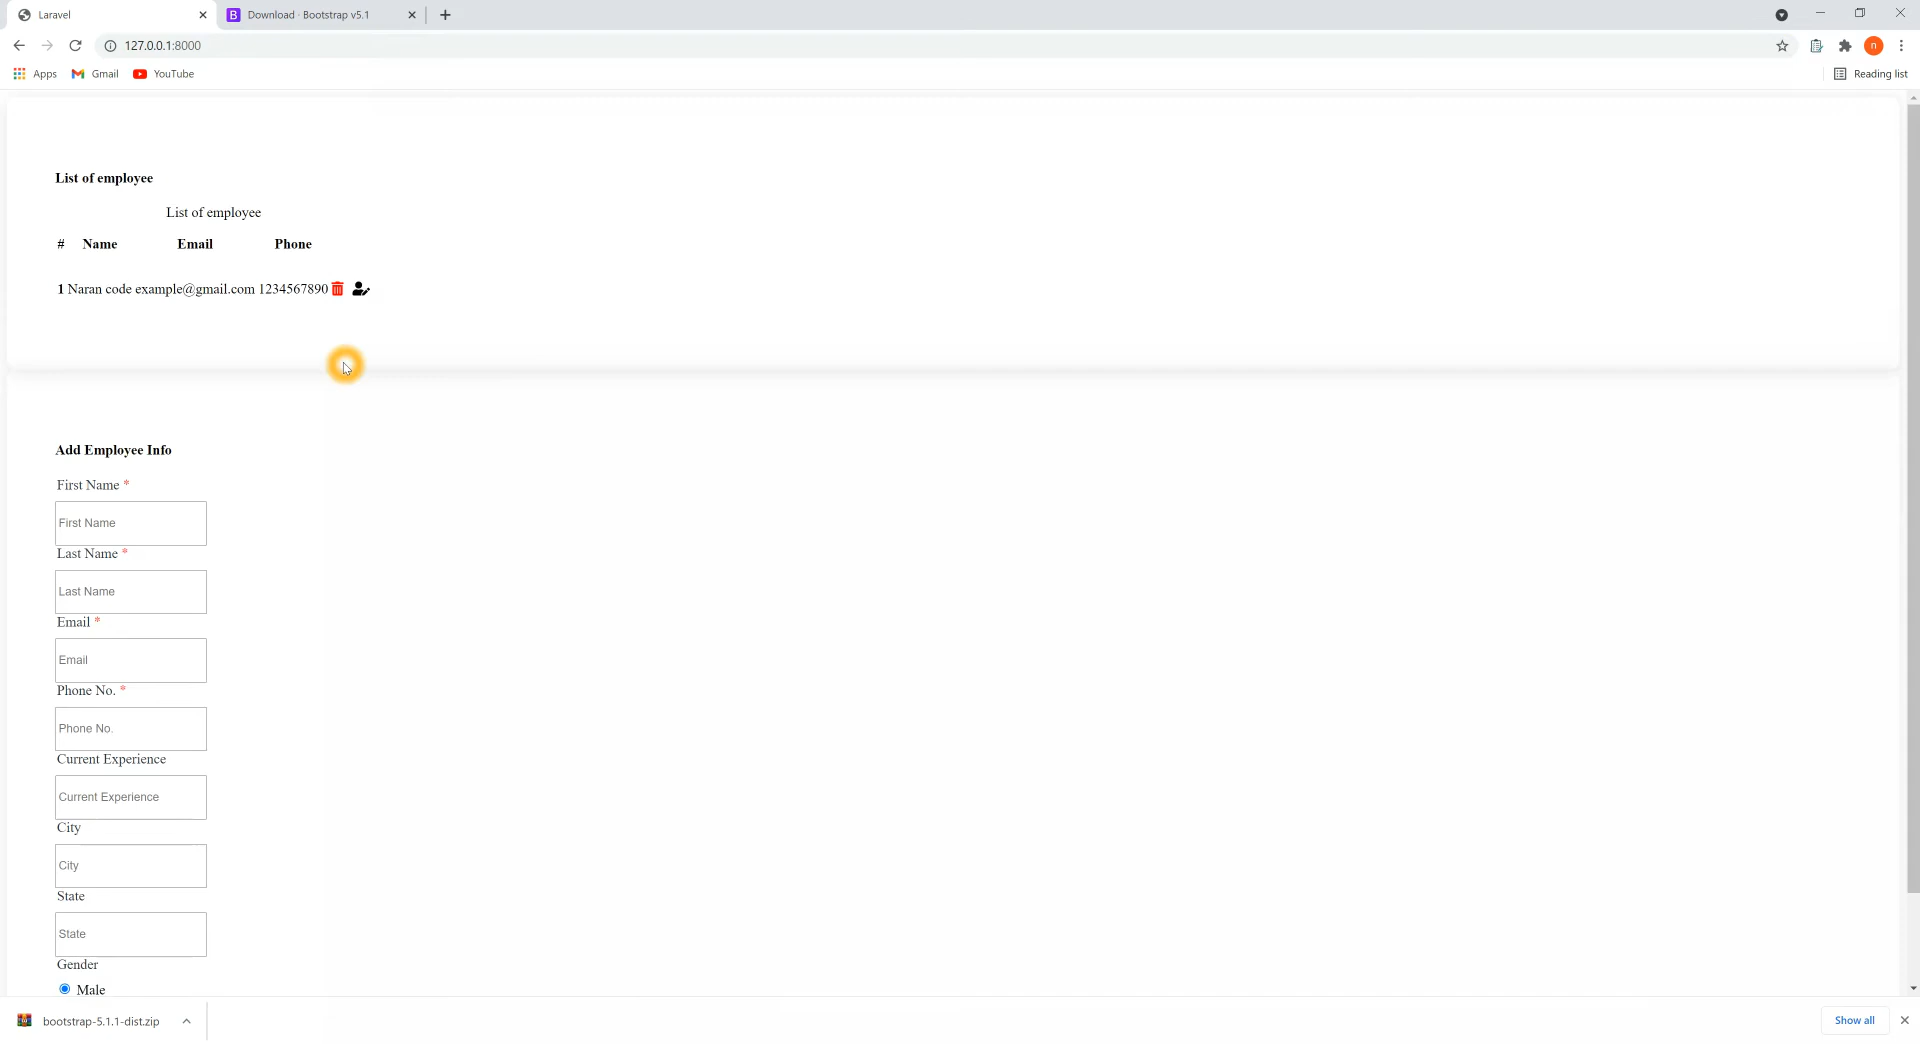 Laravel
Download · Bootstrap v5.1
127.0.0.1:8000
n
Apps
Gmail
YouTube
Reading list
List of employee
List of employee
# Name Email Phone
1 Naran code example@gmail.com 1234567890
Add Employee Info
First Name *
First Name
Last Name *
Last Name
Email *
Email
Phone No. *
Phone No.
Current Experience
Current Experience
City
City
State
State
Gender
Male
bootstrap-5.1.1-dist.zip
Show all